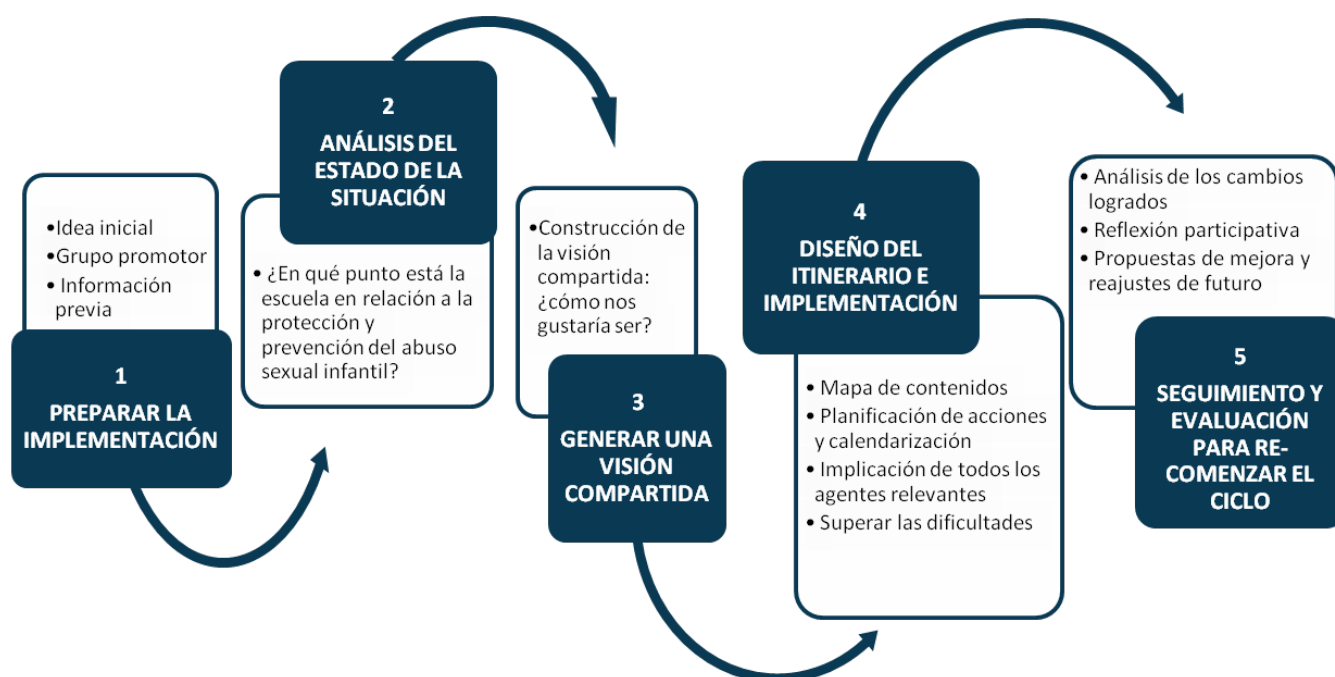 •Idea inicial
•Grupo promotor
• Información
previa
1
PREPARAR LA
IMPLEMENTACIÓN
2
ANÁLISIS DEL
ESTADO DE LA
SITUACIÓN
• ¿En qué punto está la
escuela en relación a la
protección y
prevención del abuso
sexual infantil?
•Construcción de
la visión
compartida:
¿cómo nos
gustaría ser?
3
GENERAR UNA
VISIÓN
COMPARTIDA
4
DISEÑO DEL
ITINERARIO E
IMPLEMENTACIÓN
• Mapa de contenidos
• Planificación de acciones
y calendarización
• Implicación de todos los
agentes relevantes
• Superar las dificultades
• Análisis de los cambios
logrados
• Reflexión participativa
• Propuestas de mejora y
reajustes de futuro
5
SEGUIMIENTO Y
EVALUACIÓN
PARA RE-
COMENZAR EL
CICLO